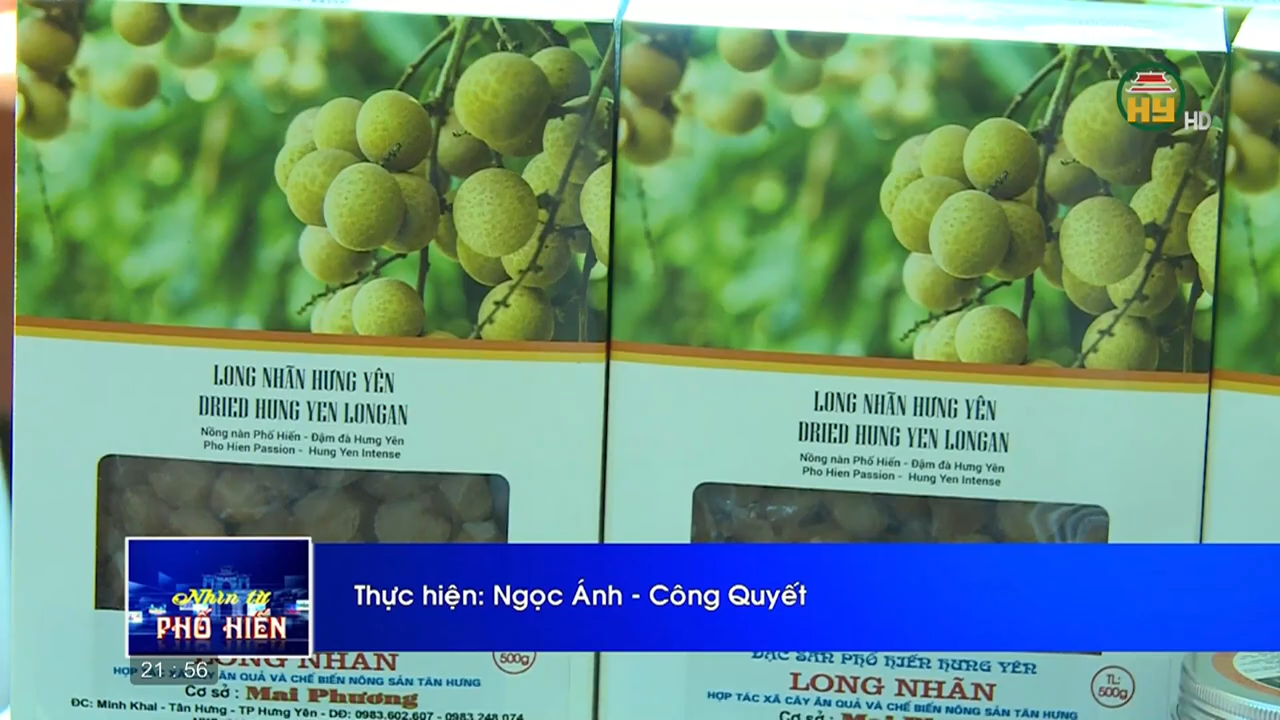 HY HD
LONG NHÃN HƯNG YÊN
DRIED HUNG YEN LONGAN
Nồng nàn Phố Hiến - Đậm đà Hưng Yên
Pho Hien Passion - Hung Yen Intense
LONG NHÃN HƯNG YÊN
DRIED HUNG YEN LONGAN
Nồng nàn Phố Hiến - Đậm đà Hưng Yên
Pho Hien Passion - Hung Yen Intense
Nhìn từ
PHỐ HIẾN
Thực hiện: Ngọc Ánh - Công Quyết
21 : 56
LONG NHÃN
500g
HỢP CÂY ĂN QUẢ VÀ CHẾ BIẾN NÔNG SẢN TÂN HƯNG
Cơ sở : Mai Phương
ĐC: Minh Khai - Tân Hưng - TP Hưng Yên - DĐ: 0983.602.607 - 0983.248.074
ĐẶC SẢN PHỐ HIẾN HƯNG YÊN
LONG NHÃN
TL: 500g
HỢP TÁC XÃ CÂY ĂN QUẢ VÀ CHẾ BIẾN NÔNG SẢN TÂN HƯNG
Cơ sở : Mai